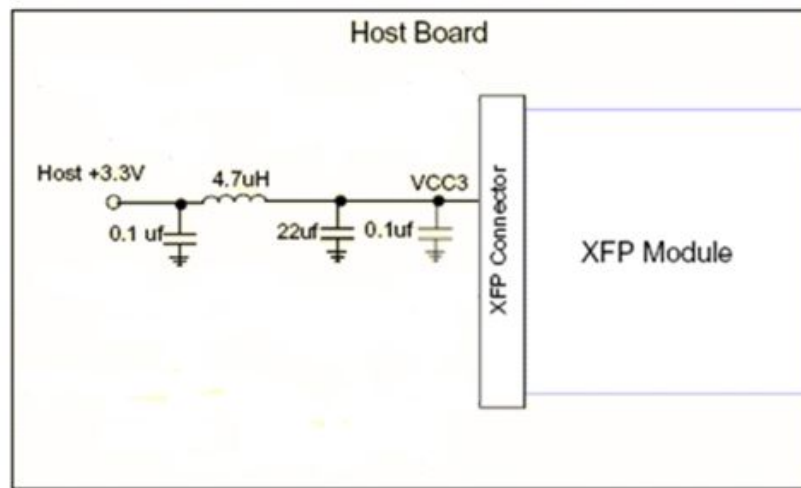 Host Board
Host +3.3V
4.7uH
VCC3
0.1 uf
22uf
0.1uf
XFP Connector
XFP Module